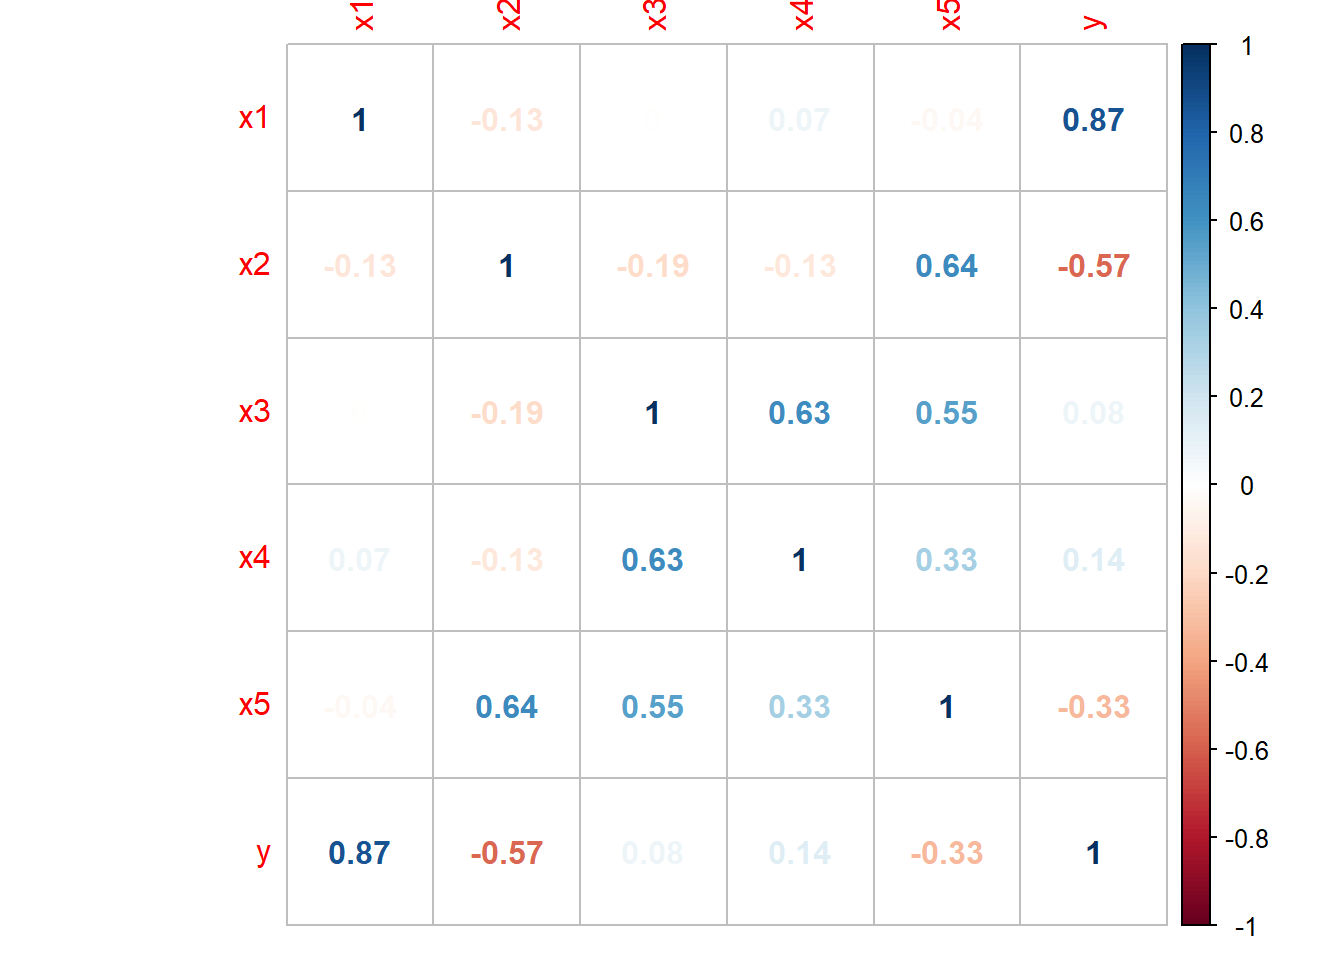 x1 x2 x3 x4 x5 y
x1 1 -0.13 0.07 -0.04 0.87 1
0.8
x2 -0.13 1 -0.19 -0.13 0.64 -0.57 0.6
0.4
x3 -0.19 1 0.63 0.55 0.08 0.2
0
x4 0.07 -0.13 0.63 1 0.33 0.14 -0.2
-0.4
x5 -0.04 0.64 0.55 0.33 1 -0.33 -0.6
-0.8
y 0.87 -0.57 0.08 0.14 -0.33 1 -1